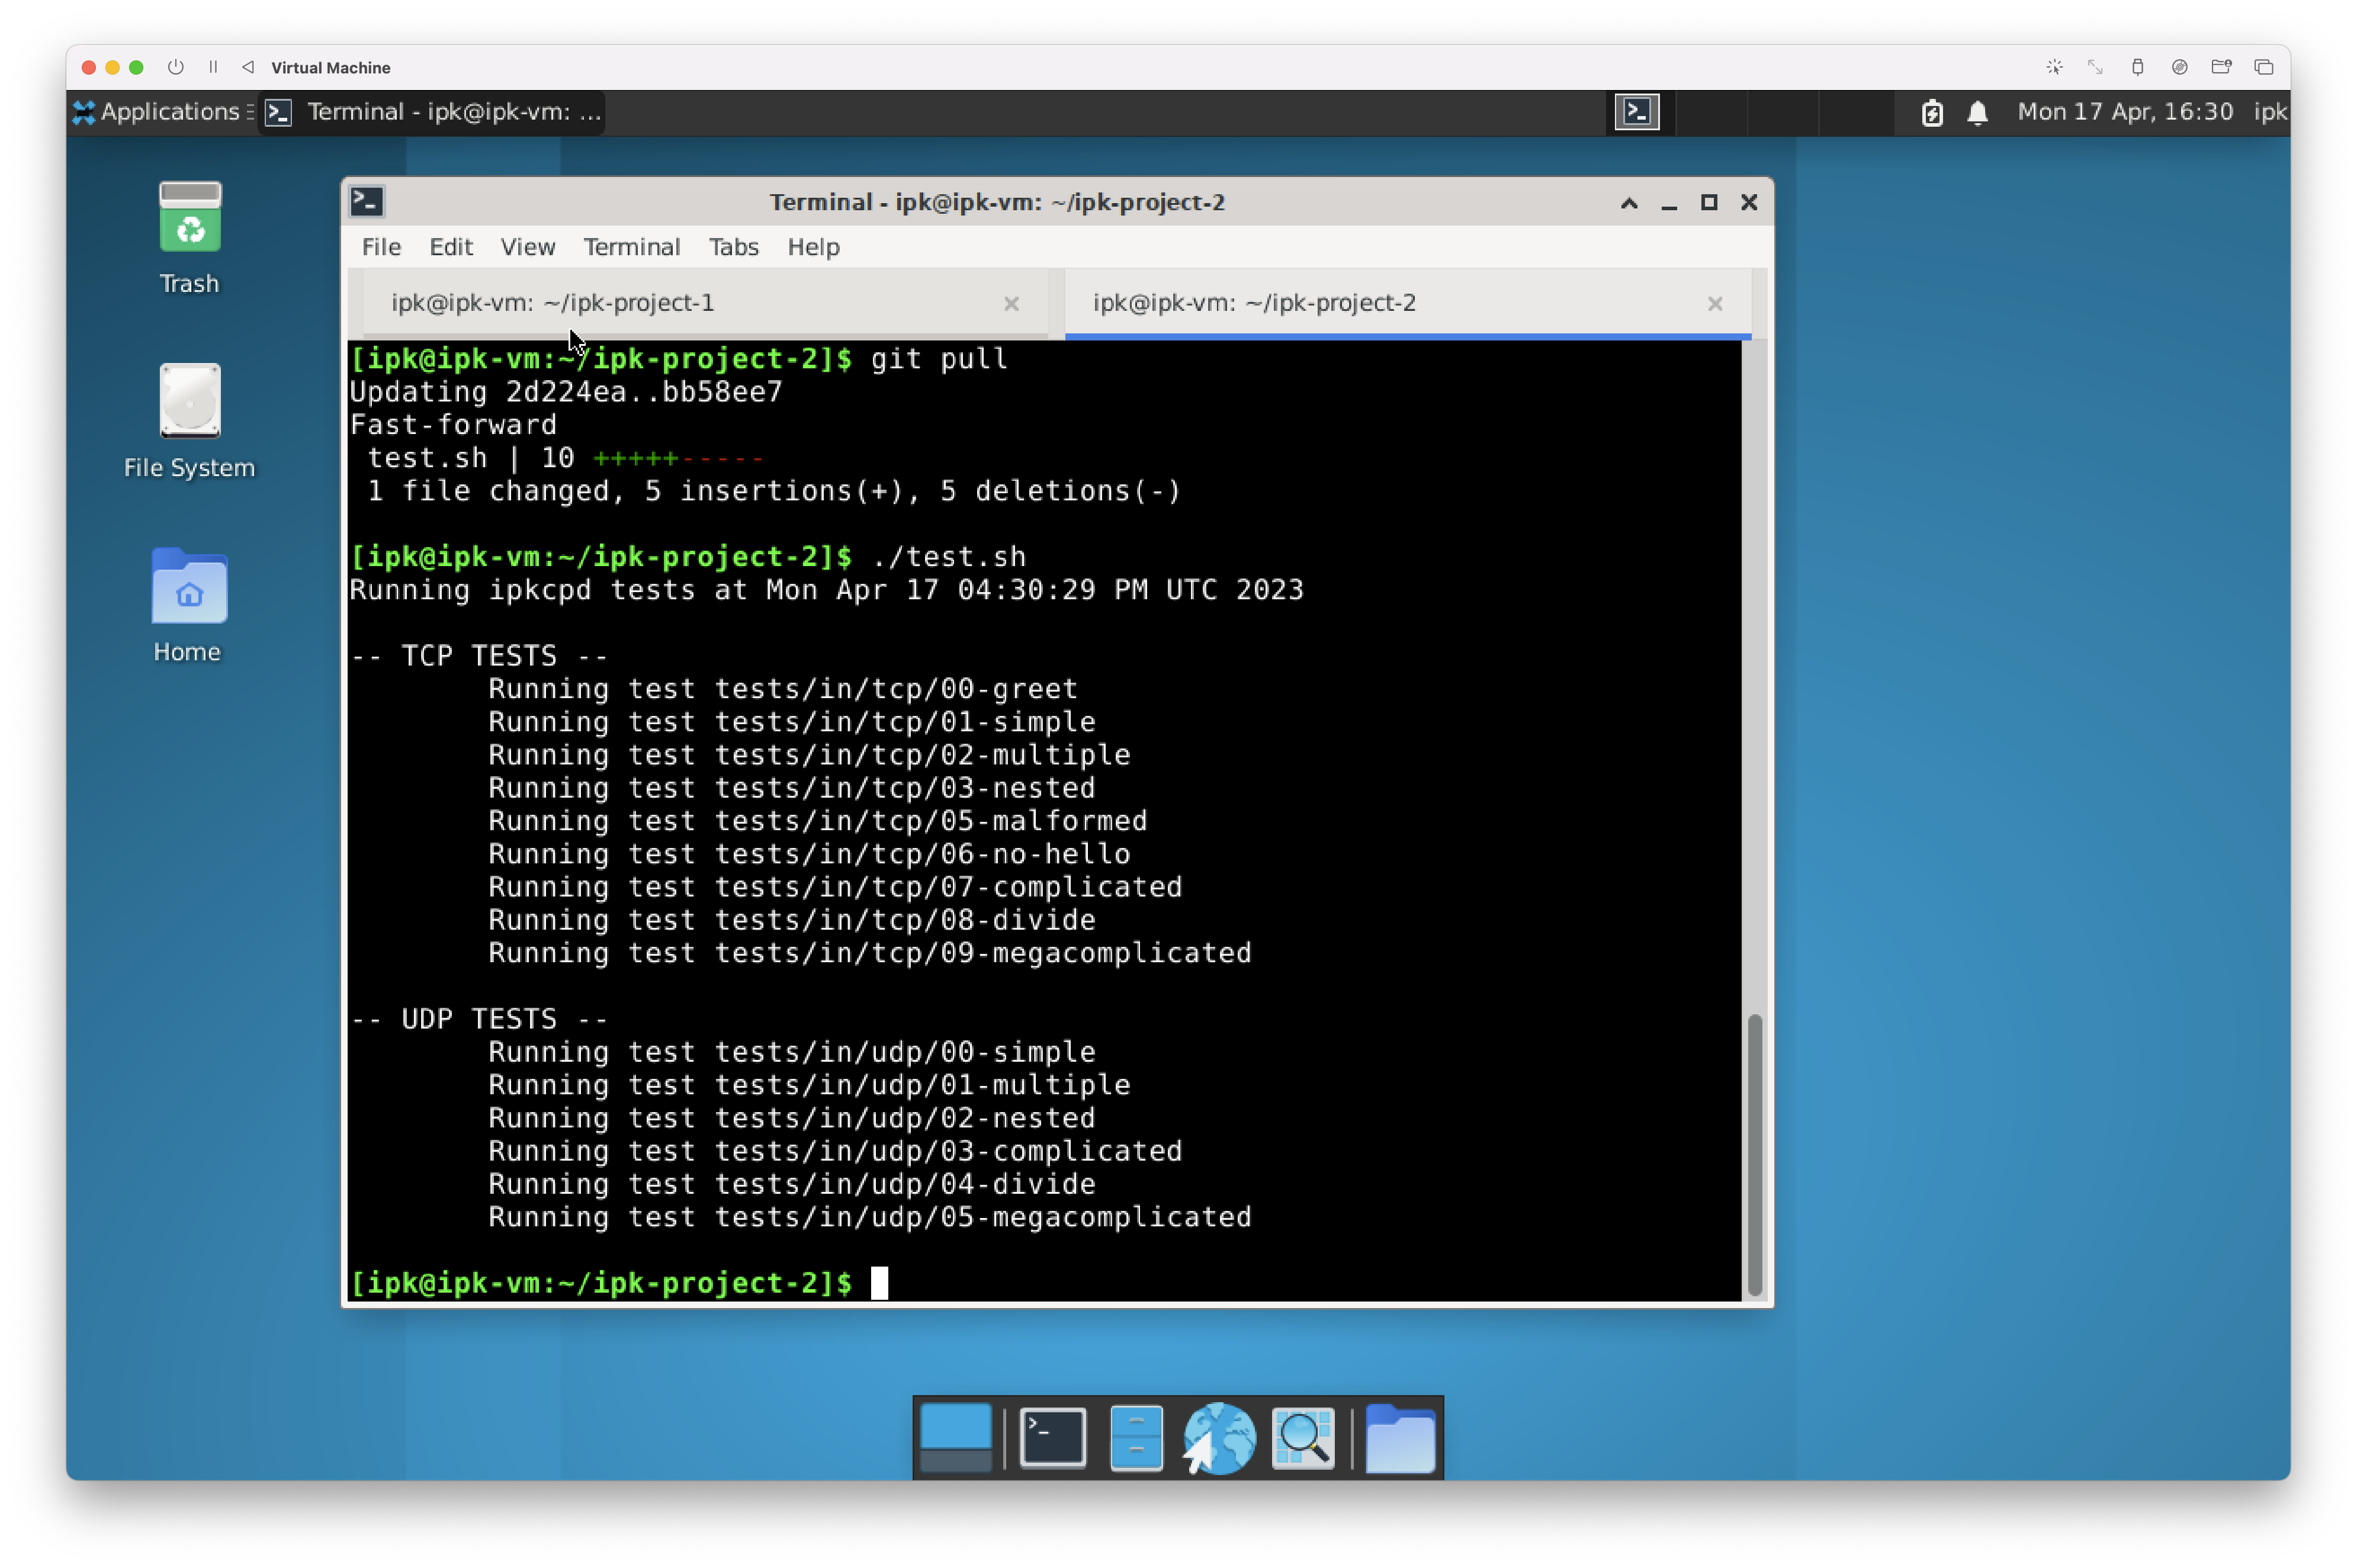 Virtual Machine
Applications
Terminal - ipk@ipk-vm: ...
Mon 17 Apr, 16:30
ipk
Trash
File System
Home
Terminal - ipk@ipk-vm: ~/ipk-project-2
File Edit View Terminal Tabs Help
ipk@ipk-vm: ~/ipk-project-1
ipk@ipk-vm: ~/ipk-project-2
[ipk@ipk-vm:~/ipk-project-2]$ git pull
Updating 2d224ea..bb58ee7
Fast-forward
test.sh | 10 +++++-----
1 file changed, 5 insertions(+), 5 deletions(-)
[ipk@ipk-vm:~/ipk-project-2]$ ./test.sh
Running ipkcpd tests at Mon Apr 17 04:30:29 PM UTC 2023
-- TCP TESTS --
Running test tests/in/tcp/00-greet
Running test tests/in/tcp/01-simple
Running test tests/in/tcp/02-multiple
Running test tests/in/tcp/03-nested
Running test tests/in/tcp/05-malformed
Running test tests/in/tcp/06-no-hello
Running test tests/in/tcp/07-complicated
Running test tests/in/tcp/08-divide
Running test tests/in/tcp/09-megacomplicated
-- UDP TESTS --
Running test tests/in/udp/00-simple
Running test tests/in/udp/01-multiple
Running test tests/in/udp/02-nested
Running test tests/in/udp/03-complicated
Running test tests/in/udp/04-divide
Running test tests/in/udp/05-megacomplicated
[ipk@ipk-vm:~/ipk-project-2]$